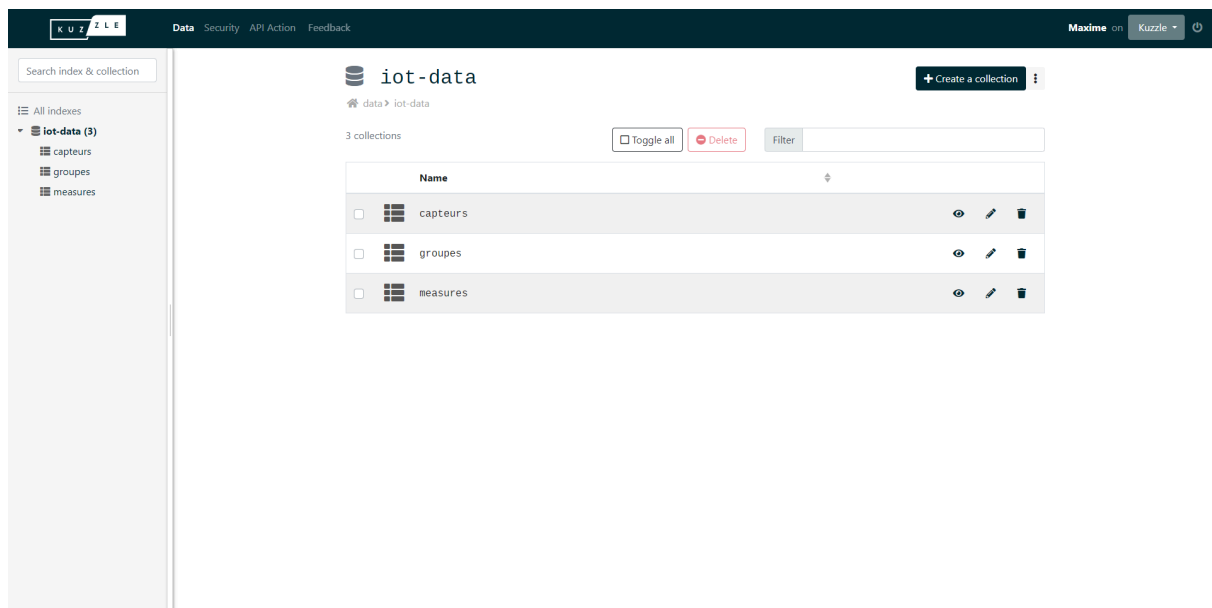 KUZZLE Data Security API Action Feedback Maxime on Kuzzle
Search index & collection
All indexes
iot-data (3)
capteurs
groupes
measures
iot-data
+ Create a collection
data > iot-data
3 collections Toggle all Delete Filter
Name
capteurs
groupes
measures